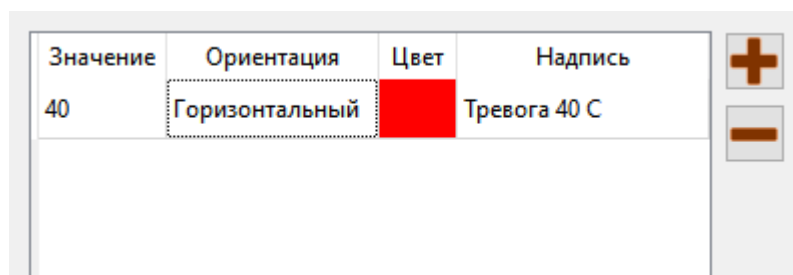 Значение Ориентация Цвет Надпись
40 Горизонтальный Тревога 40 С